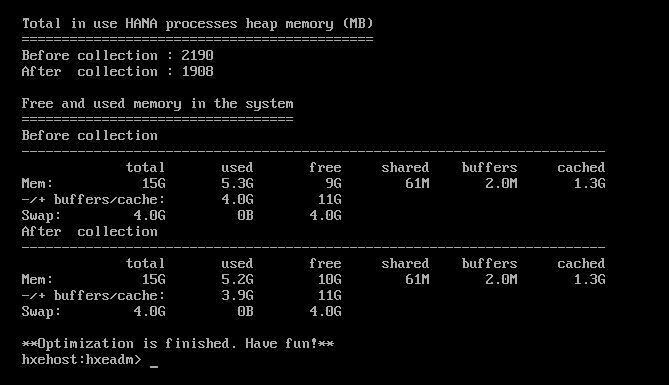 Total in use HANA processes heap memory (MB)
============================================
Before collection : 2190
After  collection : 1908

Free and used memory in the system
==================================
Before collection
-------------------------------------------------------------------------
             total       used       free     shared    buffers     cached
Mem:           15G       5.3G         9G        61M       2.0M       1.3G
-/+ buffers/cache:       4.0G        11G
Swap:         4.0G         0B       4.0G
After  collection
-------------------------------------------------------------------------
             total       used       free     shared    buffers     cached
Mem:           15G       5.2G        10G        61M       2.0M       1.3G
-/+ buffers/cache:       3.9G        11G
Swap:         4.0G         0B       4.0G

**Optimization is finished. Have fun!**
hxehost:hxeadm> _